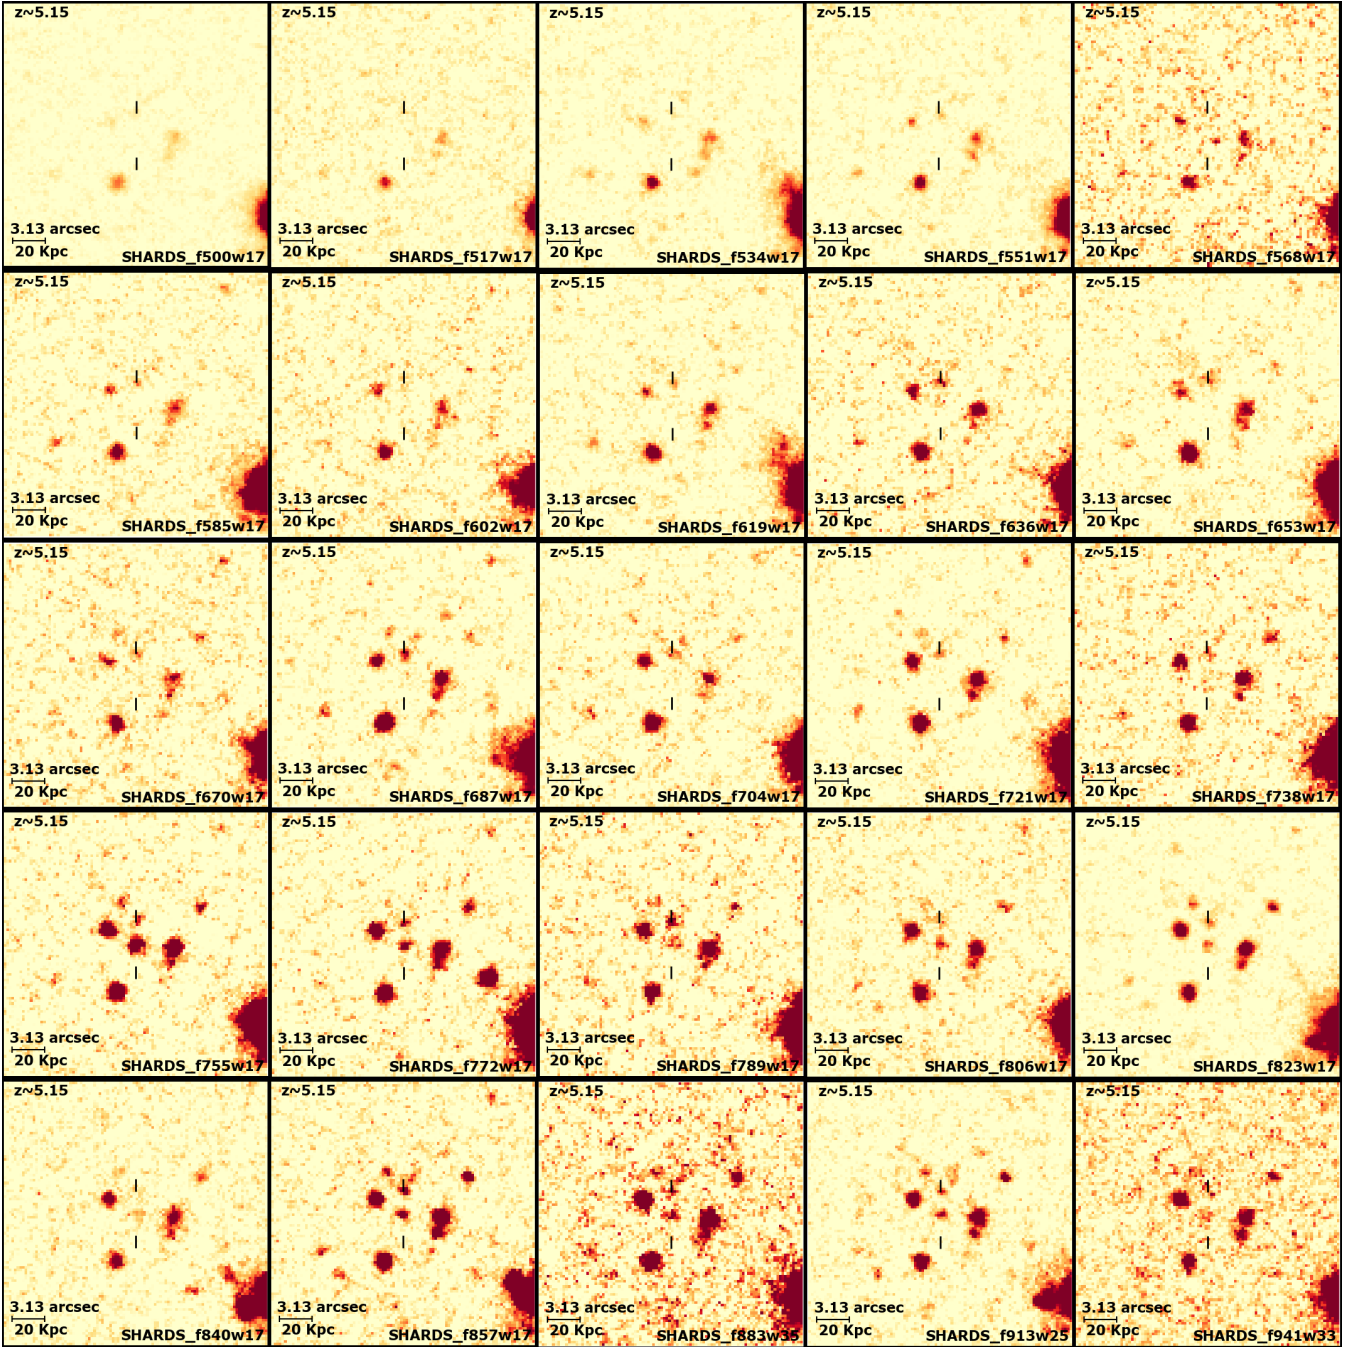 z~5.15 z~5.15 z~5.15 z~5.15 z~5.15
3.13 arcsec 3.13 arcsec 3.13 arcsec 3.13 arcsec 3.13 arcsec
20 Kpc 20 Kpc 20 Kpc 20 Kpc 20 Kpc
SHARDS_f500w17 SHARDS_f517w17 SHARDS_f534w17 SHARDS_f551w17 SHARDS_f568w17
z~5.15 z~5.15 z~5.15 z~5.15 z~5.15
3.13 arcsec 3.13 arcsec 3.13 arcsec 3.13 arcsec 3.13 arcsec
20 Kpc 20 Kpc 20 Kpc 20 Kpc 20 Kpc
SHARDS_f585w17 SHARDS_f602w17 SHARDS_f619w17 SHARDS_f636w17 SHARDS_f653w17
z~5.15 z~5.15 z~5.15 z~5.15 z~5.15
3.13 arcsec 3.13 arcsec 3.13 arcsec 3.13 arcsec 3.13 arcsec
20 Kpc 20 Kpc 20 Kpc 20 Kpc 20 Kpc
SHARDS_f670w17 SHARDS_f687w17 SHARDS_f704w17 SHARDS_f721w17 SHARDS_f738w17
z~5.15 z~5.15 z~5.15 z~5.15 z~5.15
3.13 arcsec 3.13 arcsec 3.13 arcsec 3.13 arcsec 3.13 arcsec
20 Kpc 20 Kpc 20 Kpc 20 Kpc 20 Kpc
SHARDS_f755w17 SHARDS_f772w17 SHARDS_f789w17 SHARDS_f806w17 SHARDS_f823w17
z~5.15 z~5.15 z~5.15 z~5.15 z~5.15
3.13 arcsec 3.13 arcsec 3.13 arcsec 3.13 arcsec 3.13 arcsec
20 Kpc 20 Kpc 20 Kpc 20 Kpc 20 Kpc
SHARDS_f840w17 SHARDS_f857w17 SHARDS_f883w35 SHARDS_f913w25 SHARDS_f941w33